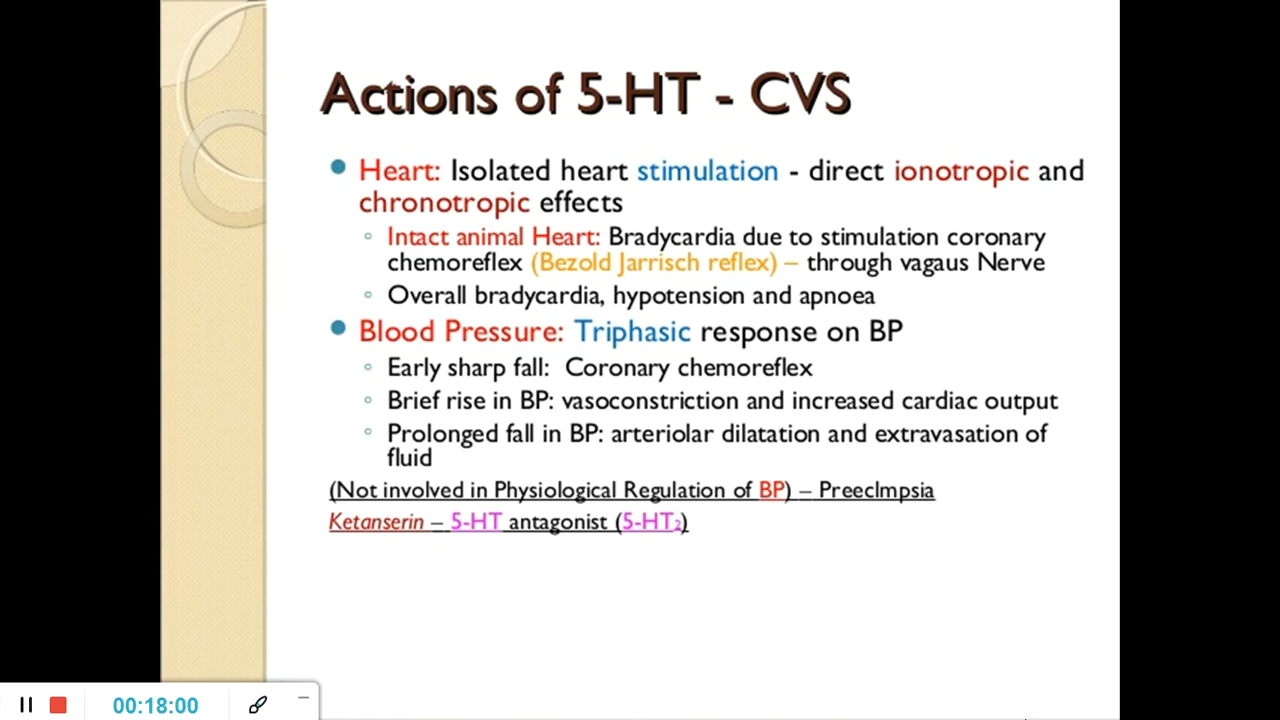 Actions of 5-HT - CVS
Heart: Isolated heart stimulation - direct ionotropic and
chronotropic effects
Intact animal Heart: Bradycardia due to stimulation coronary
chemoreflex (Bezold Jarrisch reflex) – through vagaus Nerve
Overall bradycardia, hypotension and apnoea
Blood Pressure: Triphasic response on BP
Early sharp fall: Coronary chemoreflex
Brief rise in BP: vasoconstriction and increased cardiac output
Prolonged fall in BP: arteriolar dilatation and extravasation of
fluid
(Not involved in Physiological Regulation of BP) – Preeclmpsia
Ketanserin – 5-HT antagonist (5-HT2)
00:18:00